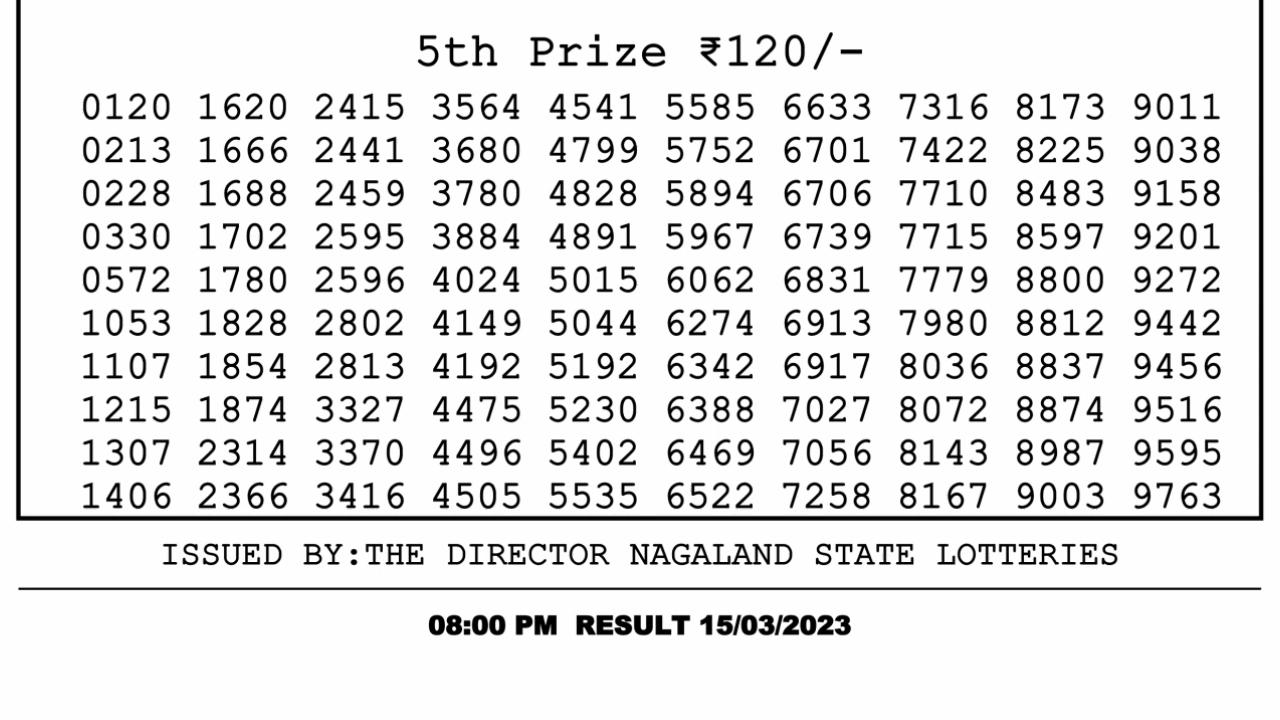 5th Prize ₹120/-
0120 1620 2415 3564 4541 5585 6633 7316 8173 9011
0213 1666 2441 3680 4799 5752 6701 7422 8225 9038
0228 1688 2459 3780 4828 5894 6706 7710 8483 9158
0330 1702 2595 3884 4891 5967 6739 7715 8597 9201
0572 1780 2596 4024 5015 6062 6831 7779 8800 9272
1053 1828 2802 4149 5044 6274 6913 7980 8812 9442
1107 1854 2813 4192 5192 6342 6917 8036 8837 9456
1215 1874 3327 4475 5230 6388 7027 8072 8874 9516
1307 2314 3370 4496 5402 6469 7056 8143 8987 9595
1406 2366 3416 4505 5535 6522 7258 8167 9003 9763
ISSUED BY:THE DIRECTOR NAGALAND STATE LOTTERIES
08:00 PM RESULT 15/03/2023